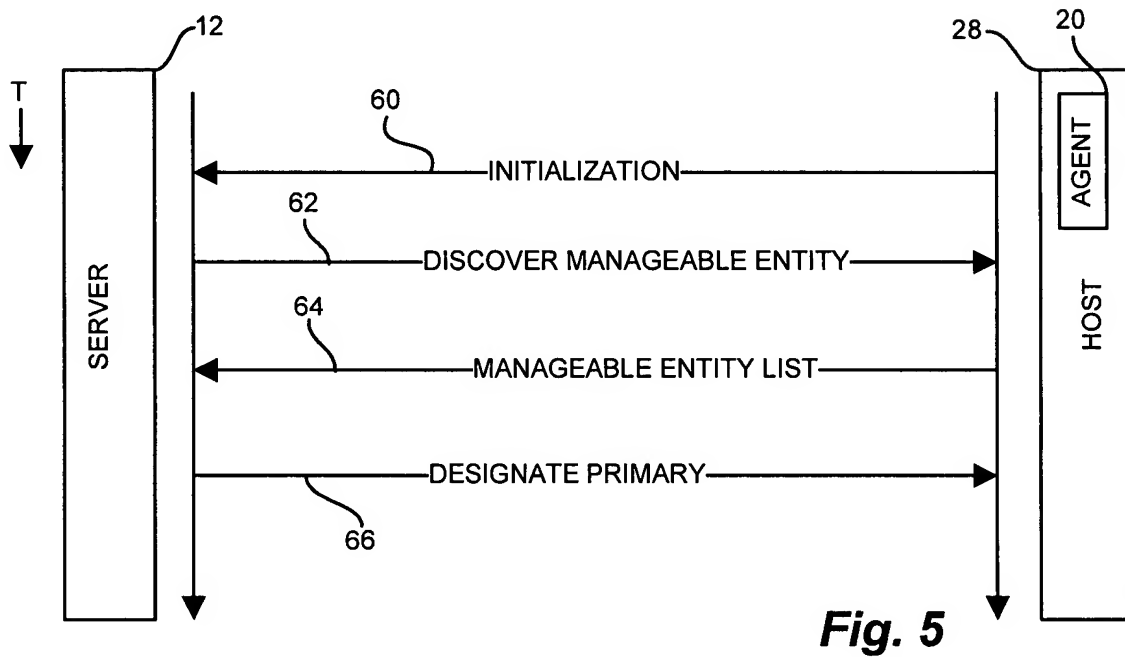 12
28
20
T
60
INITIALIZATION
AGENT
62
DISCOVER MANAGEABLE ENTITY
SERVER
HOST
64
MANAGEABLE ENTITY LIST
DESIGNATE PRIMARY
66
Fig. 5